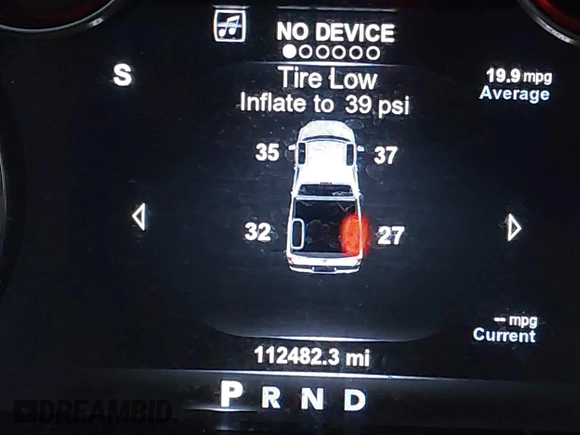 NO DEVICE
S
Tire Low
Inflate to 39 psi
19.9 mpg
Average
35
37
32
27
-- mpg
Current
112482.3 mi
P R N D
DREAMBID